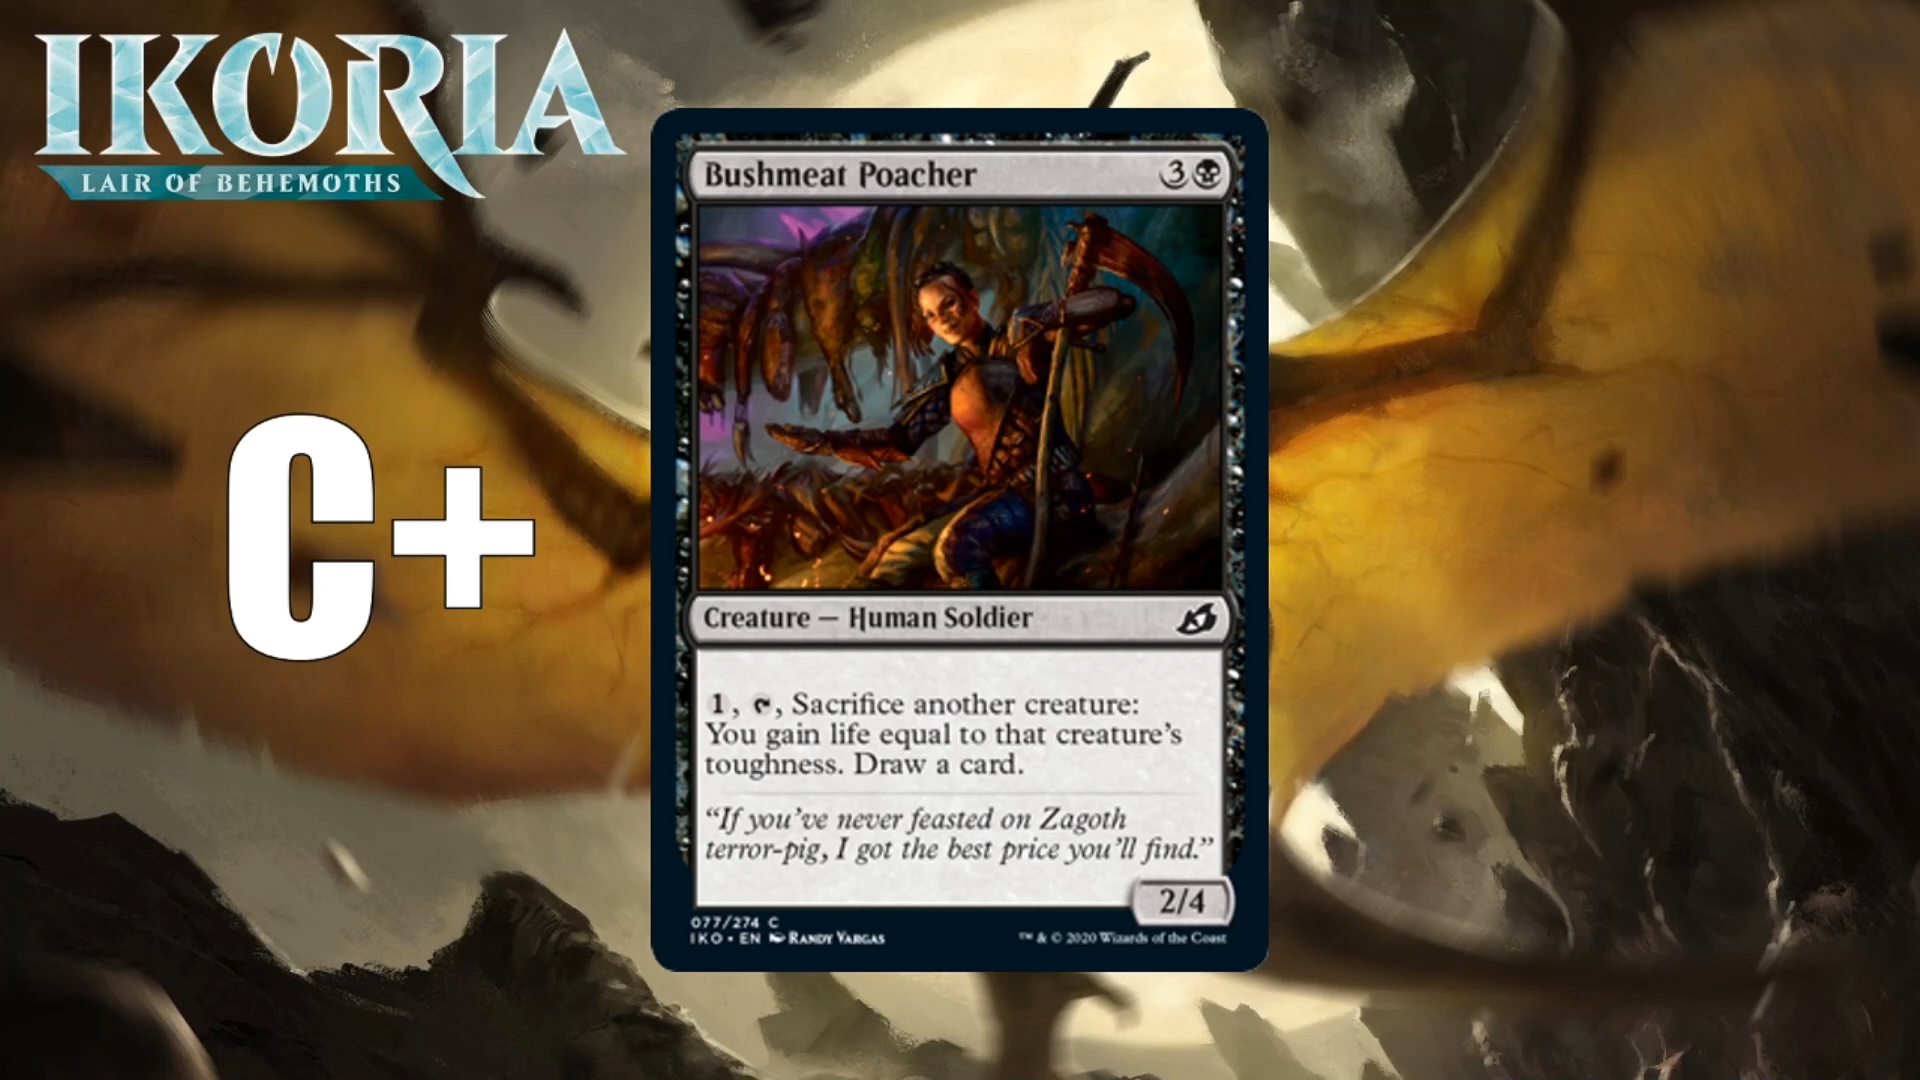 IKORIA
LAIR OF BEHEMOTHS
C+
Bushmeat Poacher 3
Creature — Human Soldier
1, , Sacrifice another creature:
You gain life equal to that creature's
toughness. Draw a card.
"If you've never feasted on Zagoth
terror-pig, I got the best price you'll find."
2/4
077/274 C
IKO • EN Randy Vargas
™ & © 2020 Wizards of the Coast